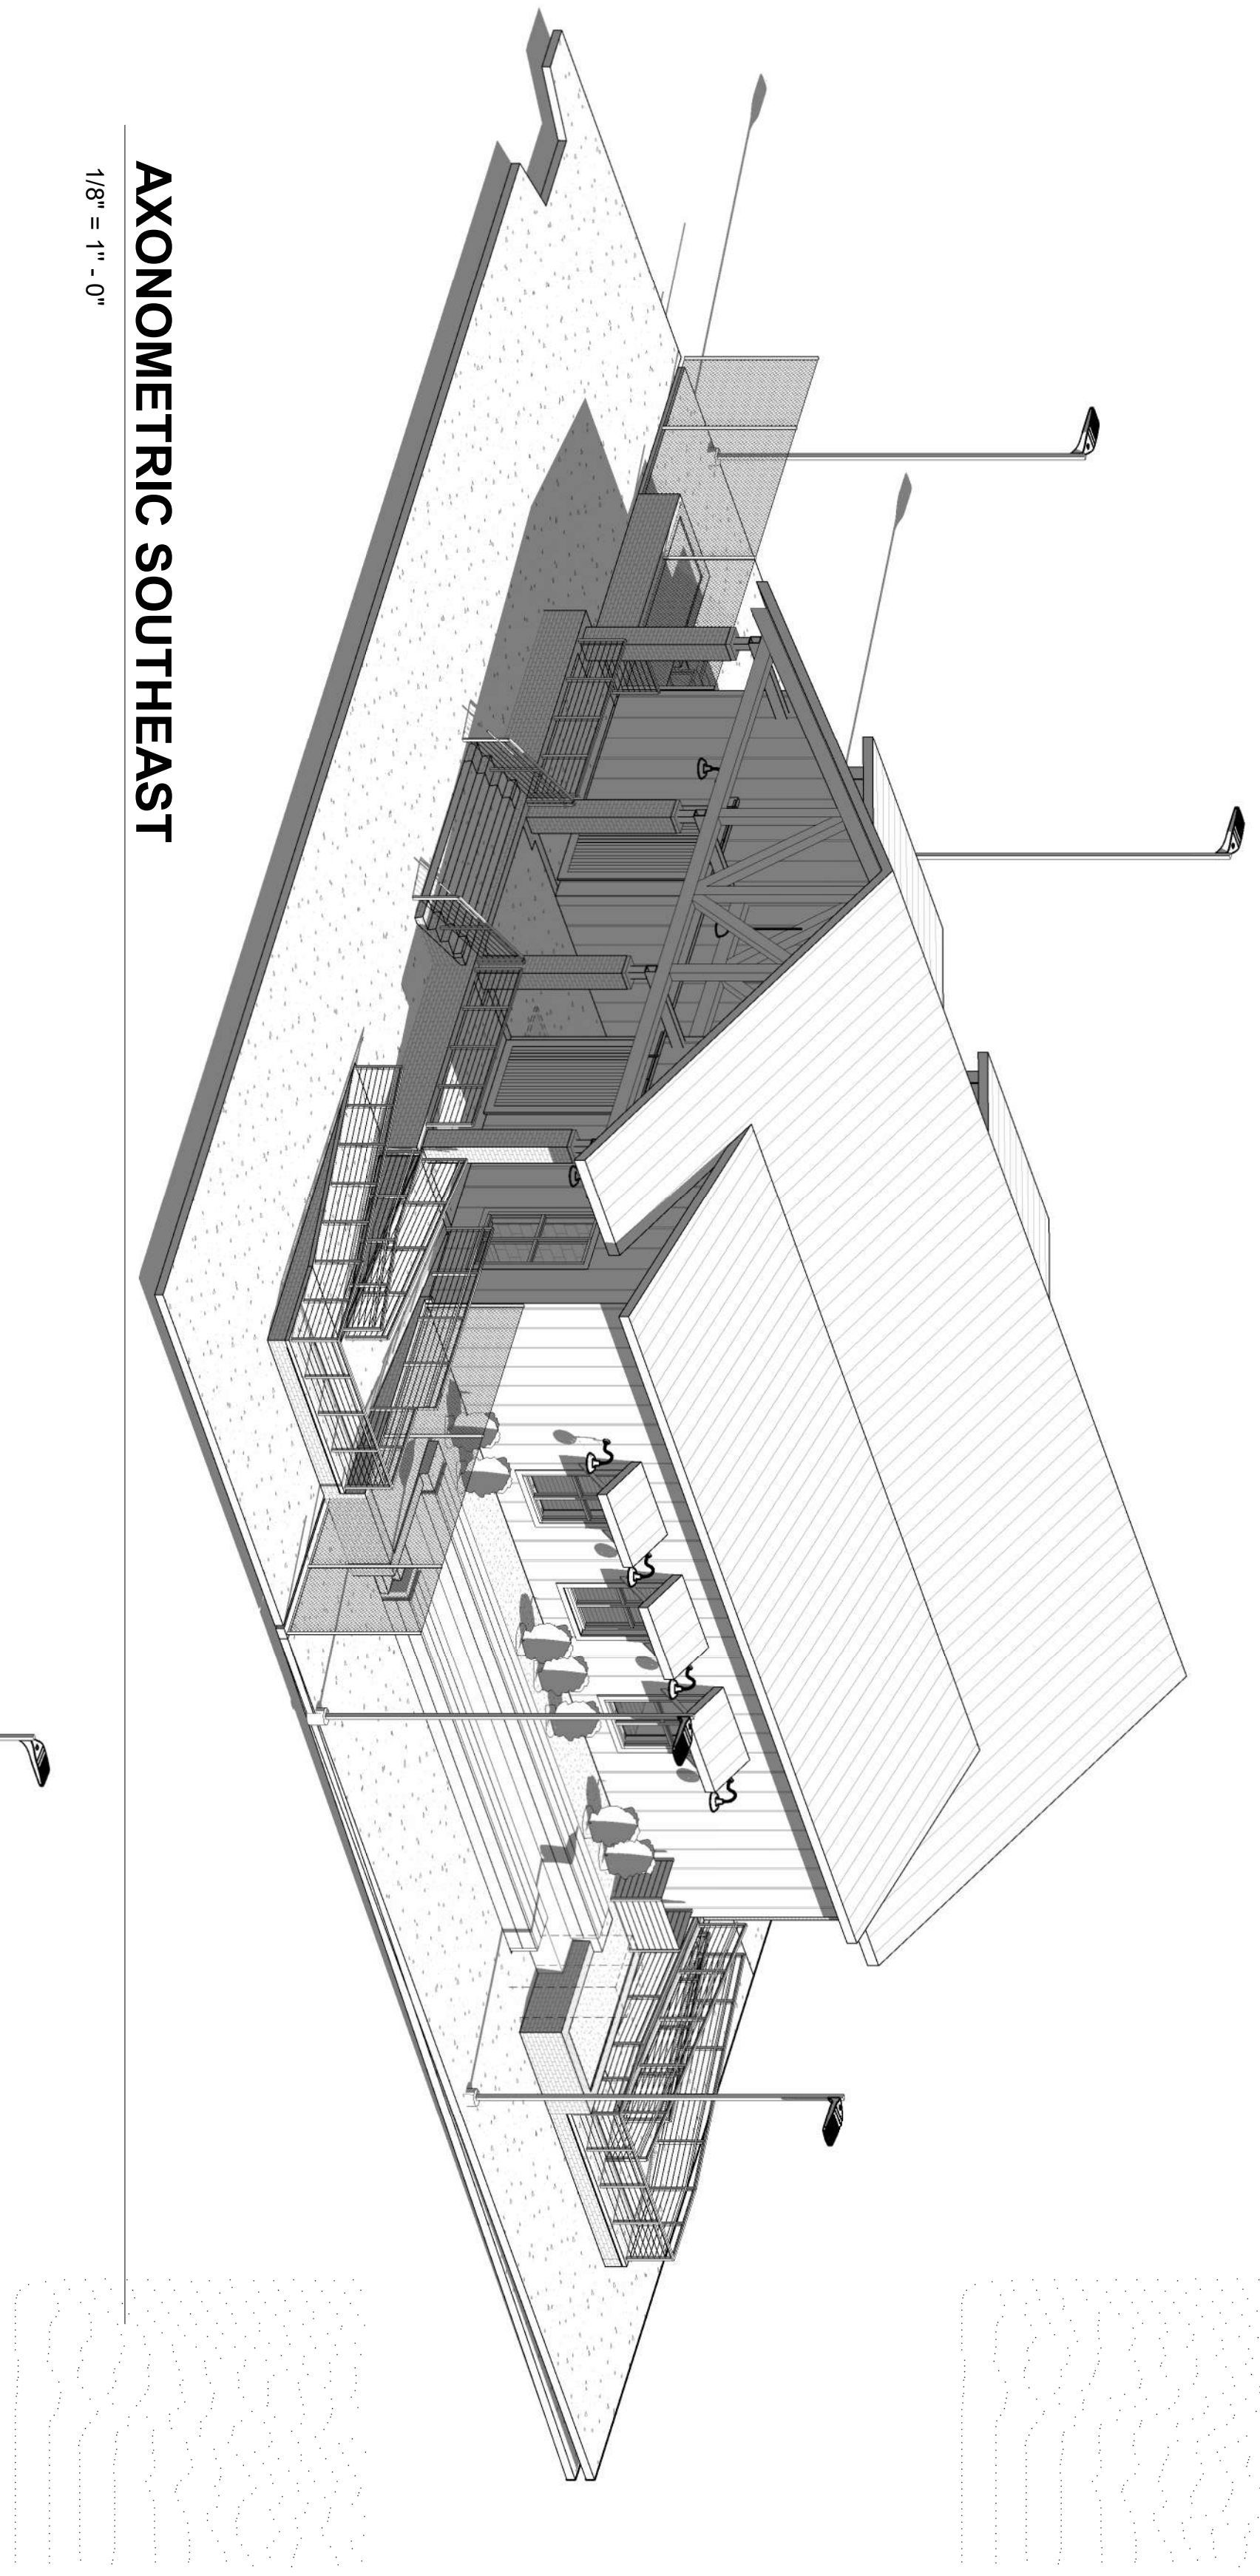 AXONOMETRIC SOUTHEAST
1/8" = 1" - 0"